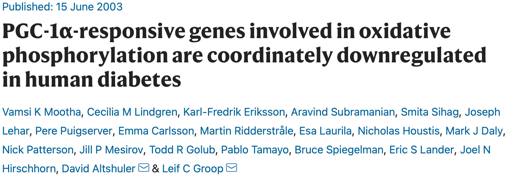 Published: 15 June 2003
PGC-1α-responsive genes involved in oxidative
phosphorylation are coordinately downregulated
in human diabetes
Vamsi K Mootha, Cecilia M Lindgren, Karl-Fredrik Eriksson, Aravind Subramanian, Smita Sihag, Joseph
Lehar, Pere Puigserver, Emma Carlsson, Martin Ridderstråle, Esa Laurila, Nicholas Houstis, Mark J Daly,
Nick Patterson, Jill P Mesirov, Todd R Golub, Pablo Tamayo, Bruce Spiegelman, Eric S Lander, Joel N
Hirschhorn, David Altshuler & Leif C Groop